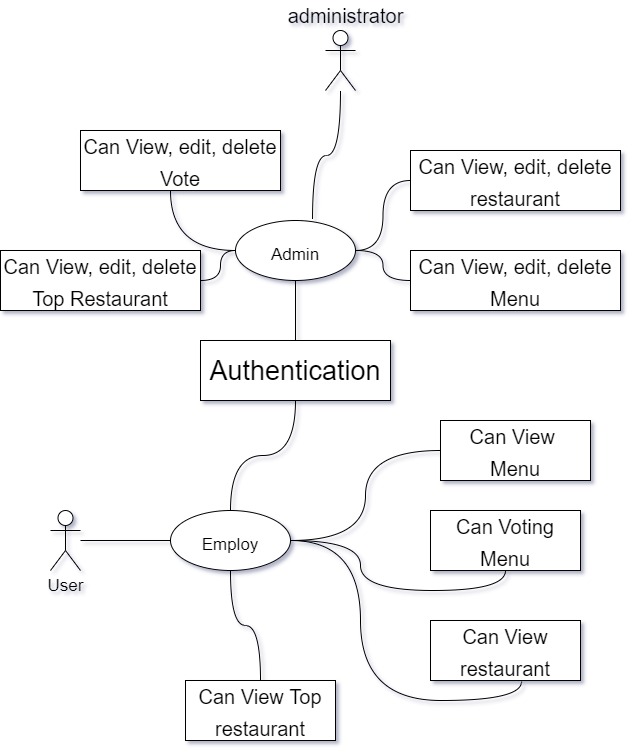 administrator
Can View, edit, delete
Vote
Can View, edit, delete
restaurant
Admin
Can View, edit, delete
Top Restaurant
Can View, edit, delete
Menu
Authentication
Can View
Menu
Can Voting
Menu
Employ
User
Can View
restaurant
Can View Top
restaurant